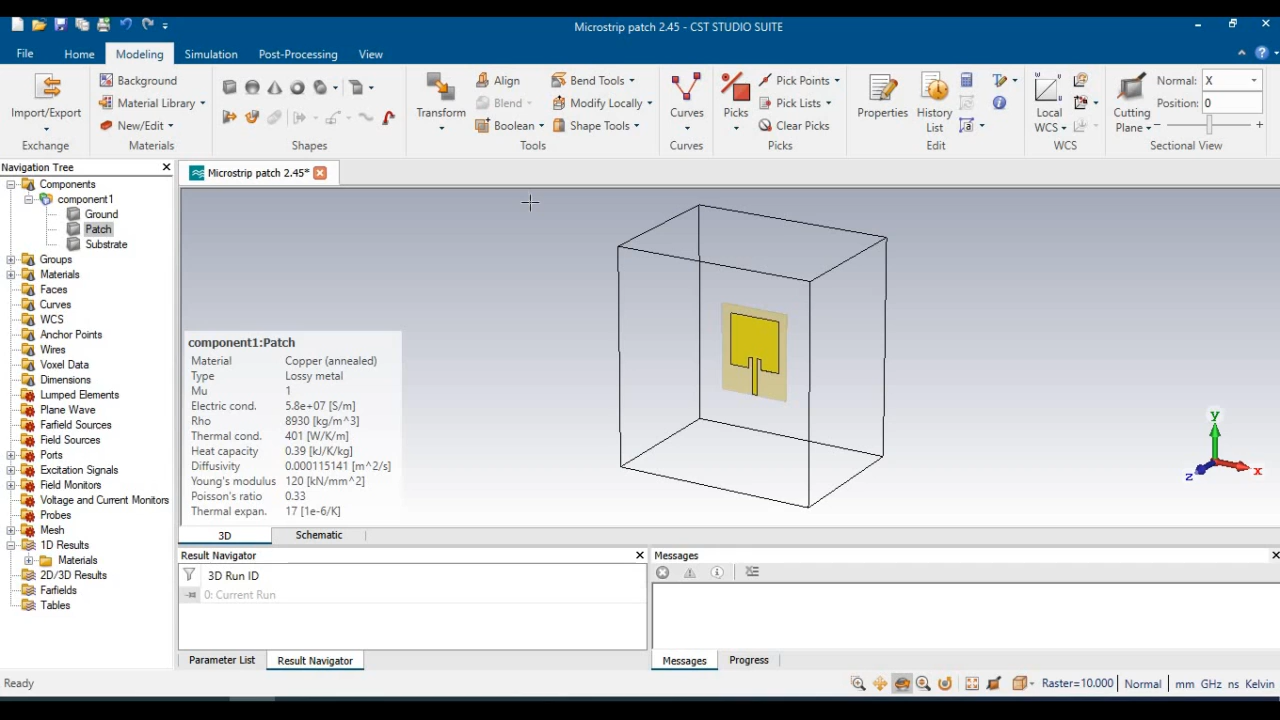 Microstrip patch 2.45 - CST STUDIO SUITE
File Home Modeling Simulation Post-Processing View
Import/Export
Exchange
Background
Material Library
New/Edit
Materials
Shapes
Transform
Align
Blend
Boolean
Bend Tools
Modify Locally
Shape Tools
Tools
Curves
Curves
Picks
Pick Points
Pick Lists
Clear Picks
Picks
Properties
History
List
Edit
Local
WCS
WCS
Cutting
Plane
Normal: X
Position: 0
Sectional View
Navigation Tree
Components
component1
Ground
Patch
Substrate
Groups
Materials
Faces
Curves
WCS
Anchor Points
Wires
Voxel Data
Dimensions
Lumped Elements
Plane Wave
Farfield Sources
Field Sources
Ports
Excitation Signals
Field Monitors
Voltage and Current Monitors
Probes
Mesh
1D Results
Materials
2D/3D Results
Farfields
Tables
Microstrip patch 2.45*
component1:Patch
Material Copper (annealed)
Type Lossy metal
Mu 1
Electric cond. 5.8e+07 [S/m]
Rho 8930 [kg/m^3]
Thermal cond. 401 [W/K/m]
Heat capacity 0.39 [kJ/K/kg]
Diffusivity 0.000115141 [m^2/s]
Young's modulus 120 [kN/mm^2]
Poisson's ratio 0.33
Thermal expan. 17 [1e-6/K]
y
x
z
3D Schematic
Result Navigator
3D Run ID
0: Current Run
Parameter List Result Navigator
Messages
Messages Progress
Ready
Raster=10.000 Normal mm GHz ns Kelvin